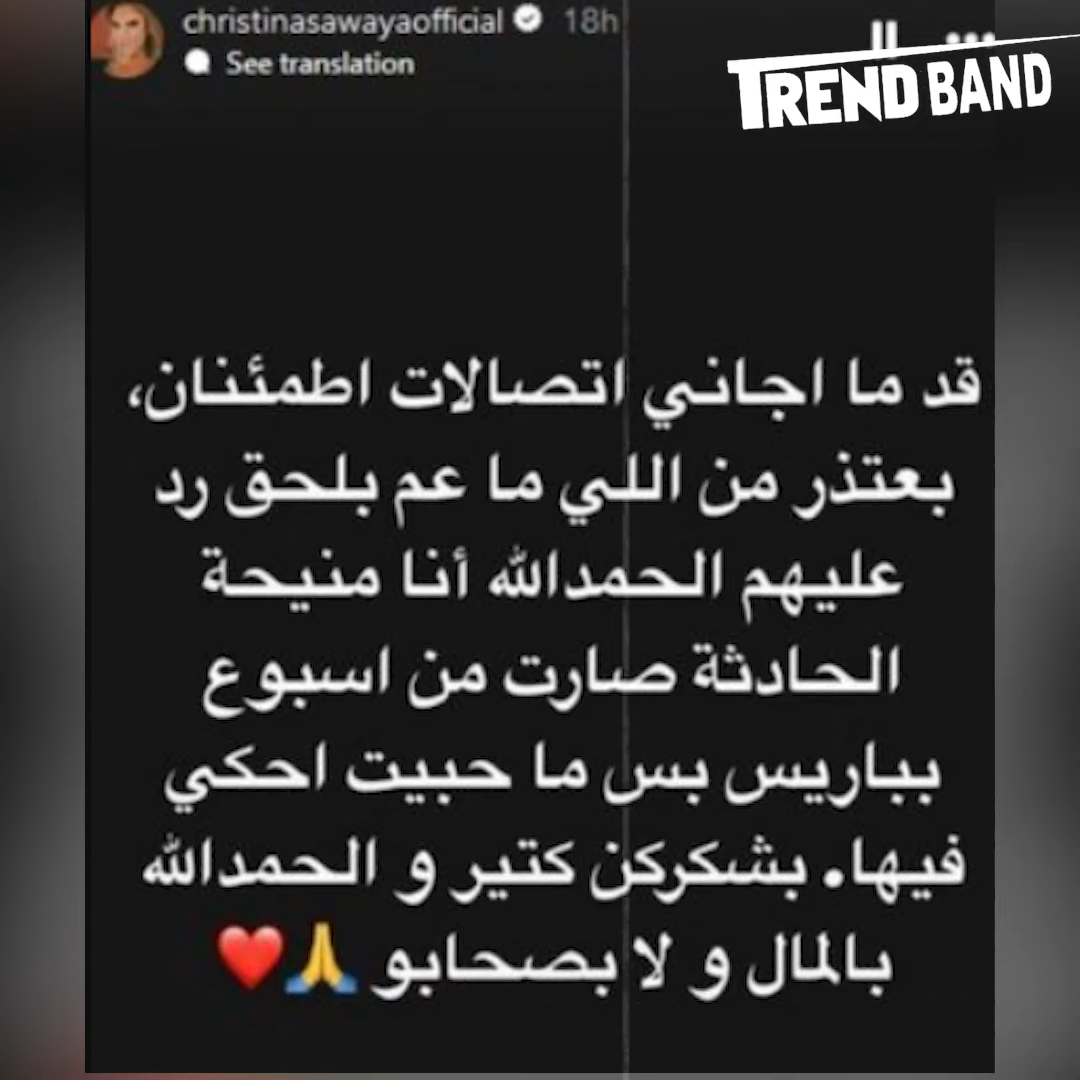 christinasawayaofficial 18h
See translation
TREND BAND
قد ما اجاني اتصالات اطمئنان،
بعتذر من اللي ما عم بلحق رد
عليهم الحمدالله أنا منيحة
الحادثة صارت من اسبوع
بباريس بس ما حبيت احكي
فيها. بشكركن كتير و الحمدالله
بالمال و لا بصحابو 🙏❤️